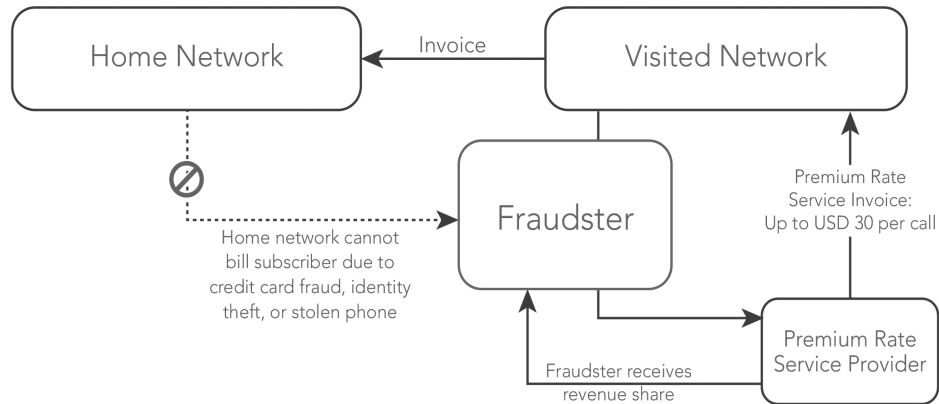 Home Network
Invoice
Visited Network
Fraudster
Premium Rate
Service Invoice:
Up to USD 30 per call
Home network cannot
bill subscriber due to
credit card fraud, identity
theft, or stolen phone
Premium Rate
Service Provider
Fraudster receives
revenue share